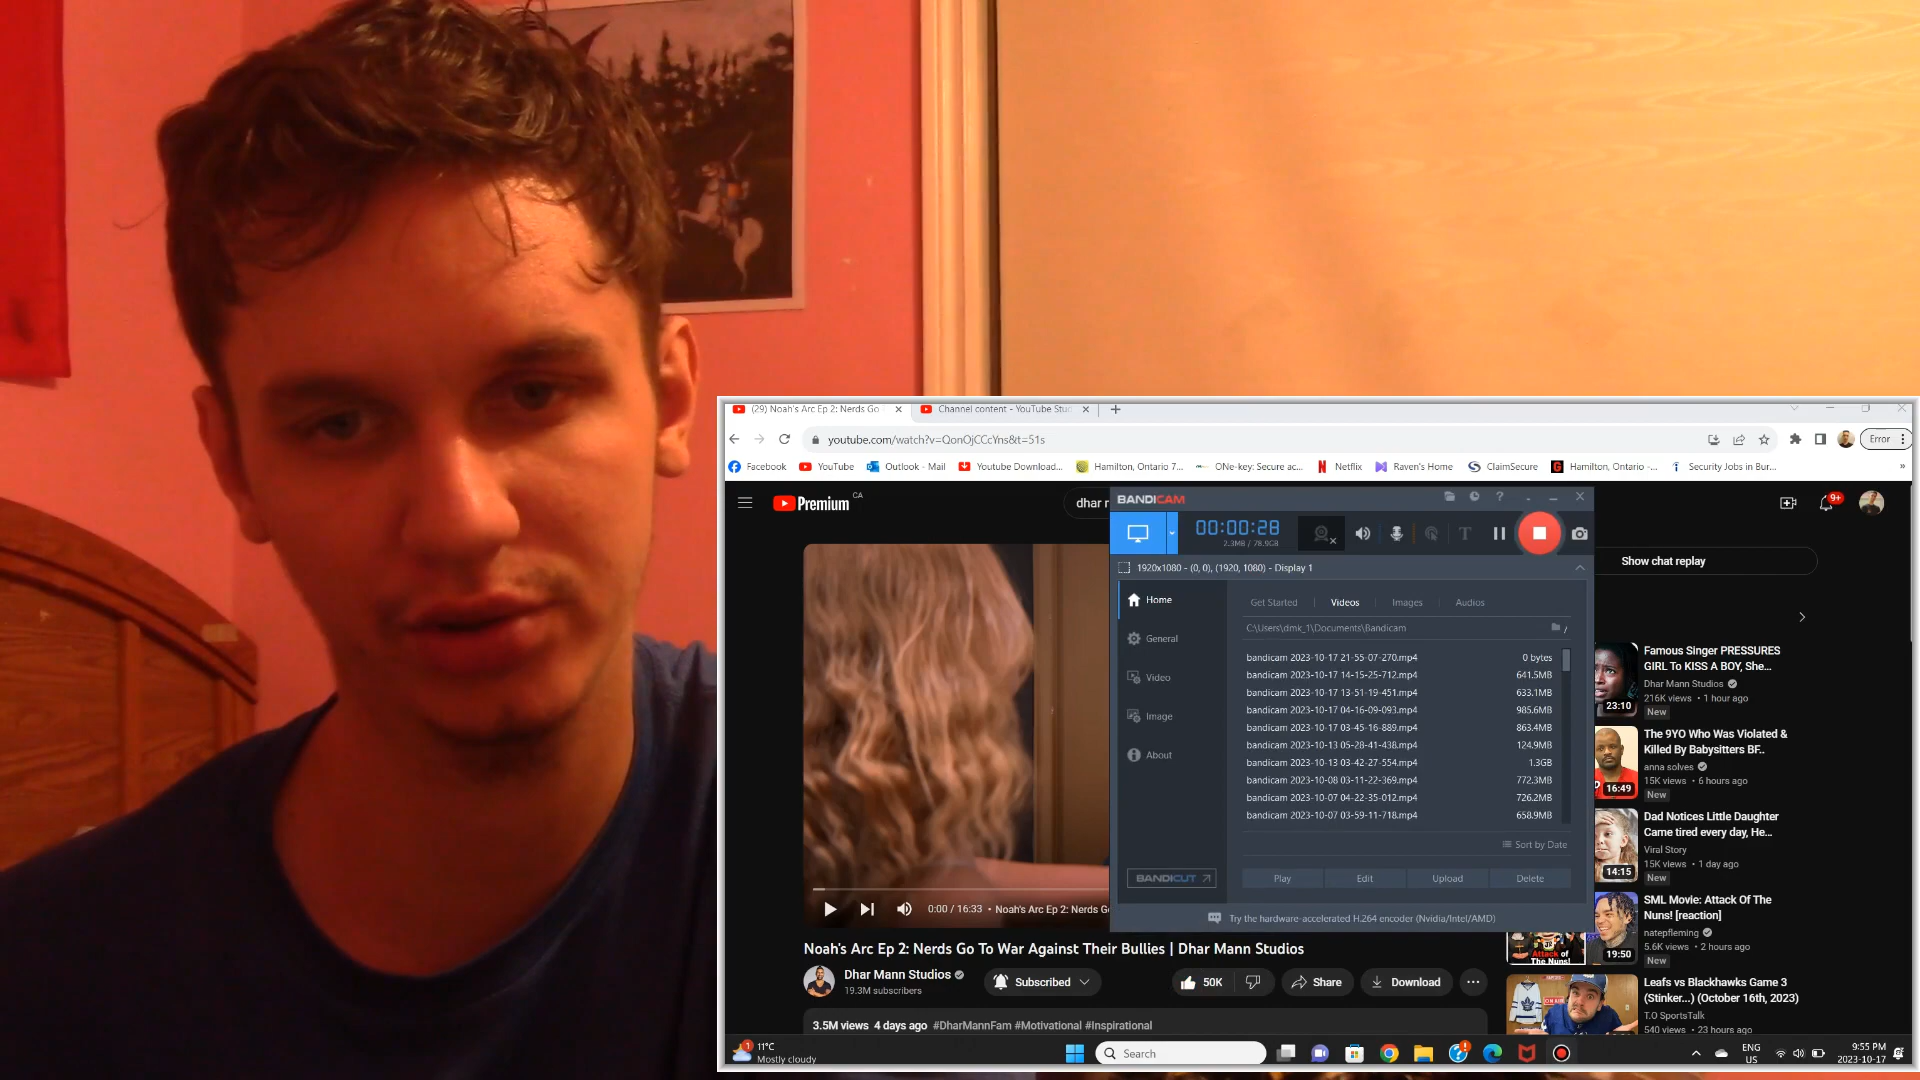 (29) Noah's Arc Ep 2: Nerds Go
Channel content - YouTube Stud
youtube.com/watch?v=QonOjCCcYns&t=51s
Error
Facebook
YouTube
Outlook - Mail
Youtube Download...
Hamilton, Ontario 7...
ONe-key: Secure ac...
Netflix
Raven's Home
ClaimSecure
Hamilton, Ontario -...
Security Jobs in Bur...
»
Premium CA
dhar
9+
BANDICAM
00:00:28
2.3MB / 78.9GB
1920x1080 - (0, 0), (1920, 1080) - Display 1
Home
General
Video
Image
About
Get Started
Videos
Images
Audios
C:\Users\dmk_1\Documents\Bandicam
bandicam 2023-10-17 21-55-07-270.mp4 0 bytes
bandicam 2023-10-17 14-15-25-712.mp4 641.5MB
bandicam 2023-10-17 13-51-19-451.mp4 633.1MB
bandicam 2023-10-17 04-16-09-093.mp4 985.6MB
bandicam 2023-10-17 03-45-16-889.mp4 863.4MB
bandicam 2023-10-13 05-28-41-438.mp4 124.9MB
bandicam 2023-10-13 03-42-27-554.mp4 1.3GB
bandicam 2023-10-08 03-11-22-369.mp4 772.3MB
bandicam 2023-10-07 04-22-35-012.mp4 726.2MB
bandicam 2023-10-07 03-59-11-718.mp4 658.9MB
Sort by Date
BANDICUT
Play
Edit
Upload
Delete
Try the hardware-accelerated H.264 encoder (Nvidia/Intel/AMD)
0:00 / 16:33 • Noah's Arc Ep 2: Nerds G
Noah's Arc Ep 2: Nerds Go To War Against Their Bullies | Dhar Mann Studios
Dhar Mann Studios
19.3M subscribers
Subscribed
50K
Share
Download
3.5M views 4 days ago #DharMannFam #Motivational #Inspirational
Show chat replay
Famous Singer PRESSURES
GIRL To KISS A BOY, She...
Dhar Mann Studios
216K views • 1 hour ago
New
23:10
The 9YO Who Was Violated &
Killed By Babysitters BF..
anna solves
15K views • 6 hours ago
New
16:49
Dad Notices Little Daughter
Came tired every day, He...
Viral Story
15K views • 1 day ago
New
14:15
SML Movie: Attack Of The
Nuns! [reaction]
natepfleming
5.6K views • 2 hours ago
New
Attack of
The Nuns!
19:50
Leafs vs Blackhawks Game 3
(Stinker...) (October 16th, 2023)
T.O SportsTalk
540 views • 23 hours ago
1
11°C
Mostly cloudy
Search
ENG
US
9:55 PM
2023-10-17